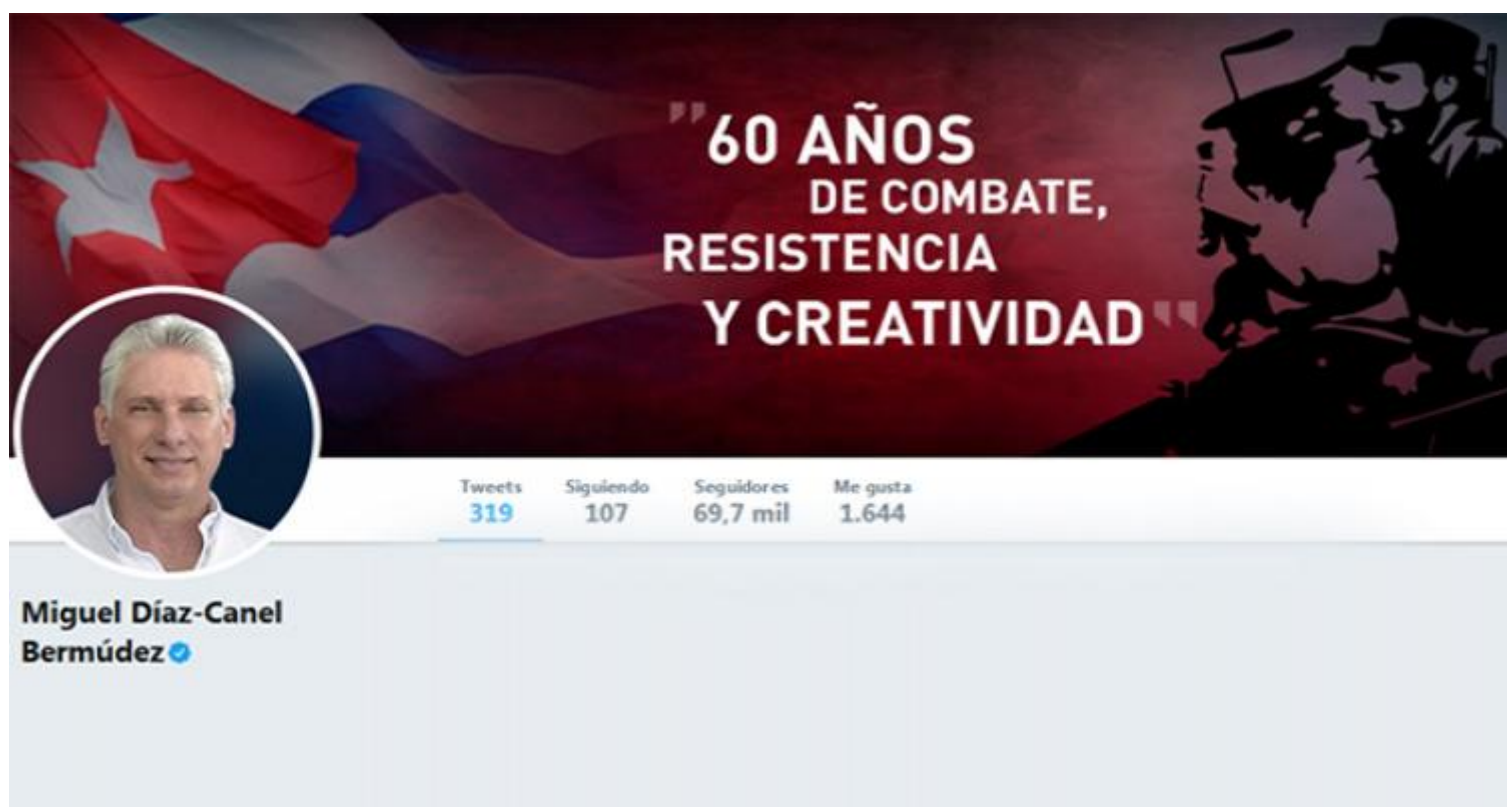 "60 AÑOS
DE COMBATE,
RESISTENCIA
Y CREATIVIDAD"
Tweets Siguiendo Seguidores Me gusta
319 107 69,7 mil 1.644
Miguel Díaz-Canel
Bermúdez